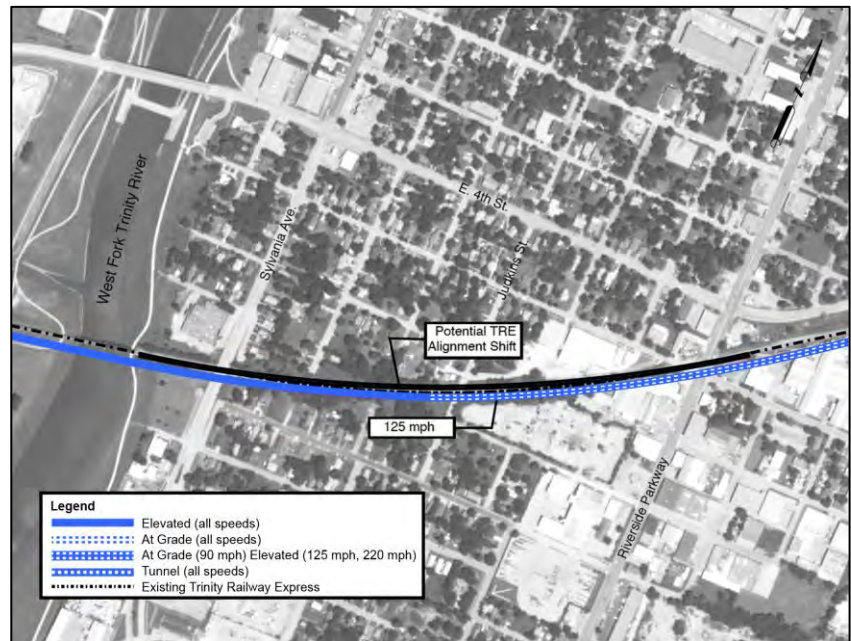 West Fork Trinity River
Sylvania Ave.
E. 4th St.
Judkins St.
Potential TRE
Alignment Shift
125 mph
Riverside Parkway
Legend
Elevated (all speeds)
At Grade (all speeds)
At Grade (90 mph) Elevated (125 mph, 220 mph)
Tunnel (all speeds)
Existing Trinity Railway Express